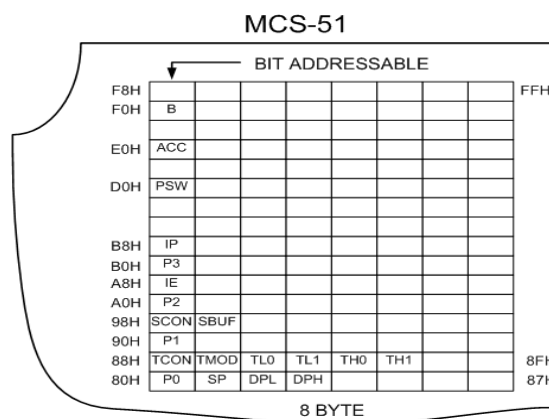 MCS-51
BIT ADDRESSABLE
F8H FFH
F0H B
E0H ACC
D0H PSW
B8H IP
B0H P3
A8H IE
A0H P2
98H SCON SBUF
90H P1
88H TCON TMOD TL0 TL1 TH0 TH1 8FH
80H P0 SP DPL DPH 87H
8 BYTE